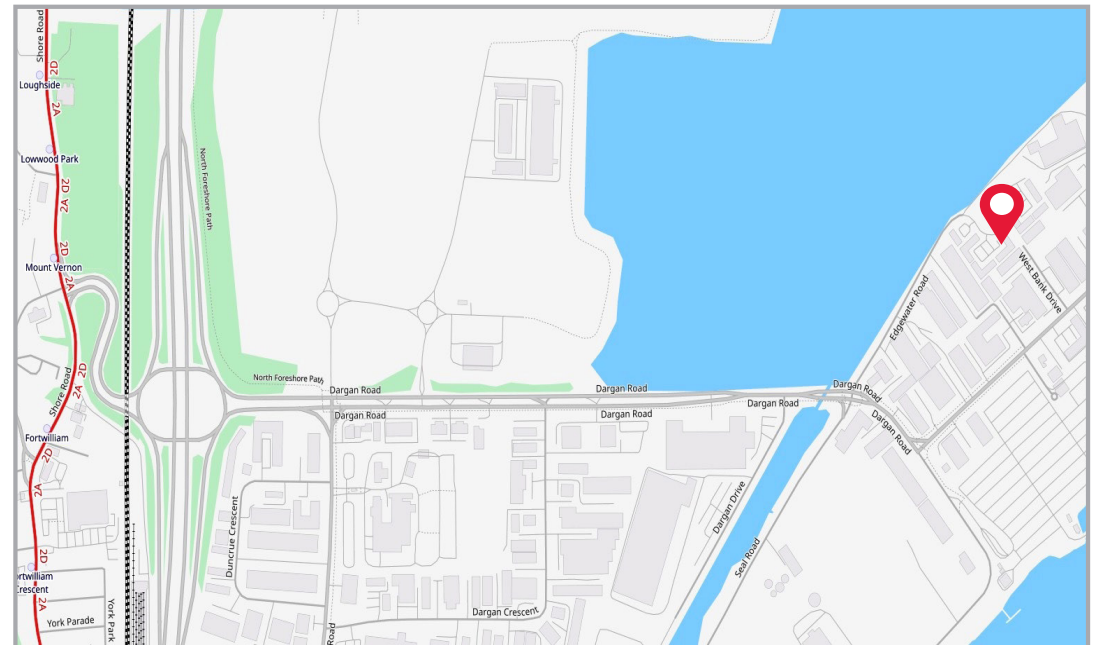 Shore Road
2D
Loughside
2A
North Foreshore Path
Lowwood Park
2D
2A
2D
Mount Vernon
2A
West Bank Drive
Edgewater Road
North Foreshore Path
Dargan Road
Dargan Road
Dargan Road
Dargan Road
Dargan Road
Dargan Road
Dargan Road
2D
2A
Shore Road
Fortwilliam
2D
2A
Duncrue Crescent
Dargan Drive
Seal Road
2D
rtwilliam
Crescent
2A
York Parade
York Park
Dargan Crescent
Road